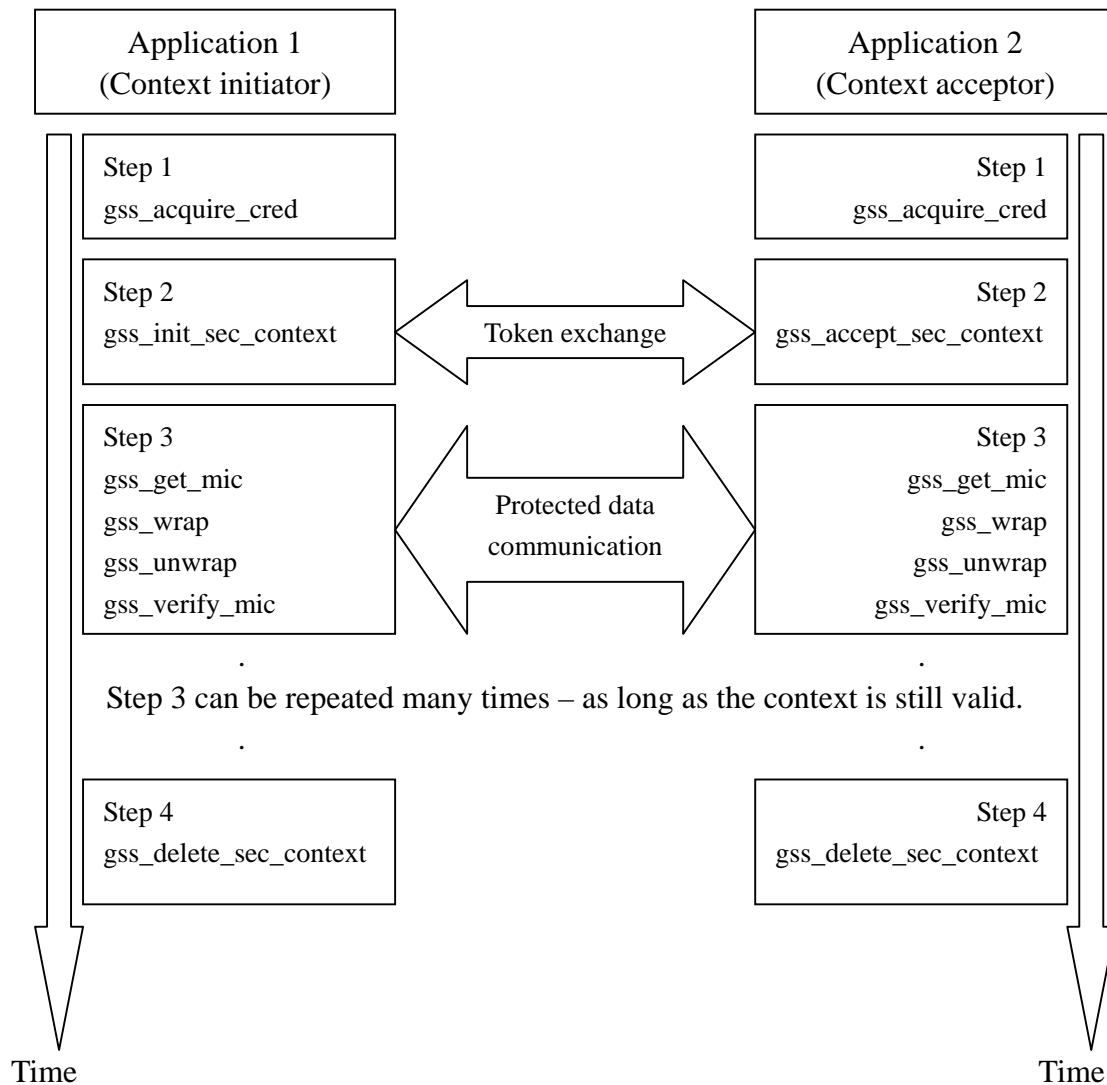 Application 1
(Context initiator)
Application 2
(Context acceptor)
Step 1
gss_acquire_cred
Step 1
gss_acquire_cred
Step 2
gss_init_sec_context
Token exchange
Step 2
gss_accept_sec_context
Step 3
gss_get_mic
gss_wrap
gss_unwrap
gss_verify_mic
Protected data
communication
Step 3
gss_get_mic
gss_wrap
gss_unwrap
gss_verify_mic
.
.
Step 3 can be repeated many times – as long as the context is still valid.
.
.
Step 4
gss_delete_sec_context
Step 4
gss_delete_sec_context
Time
Time